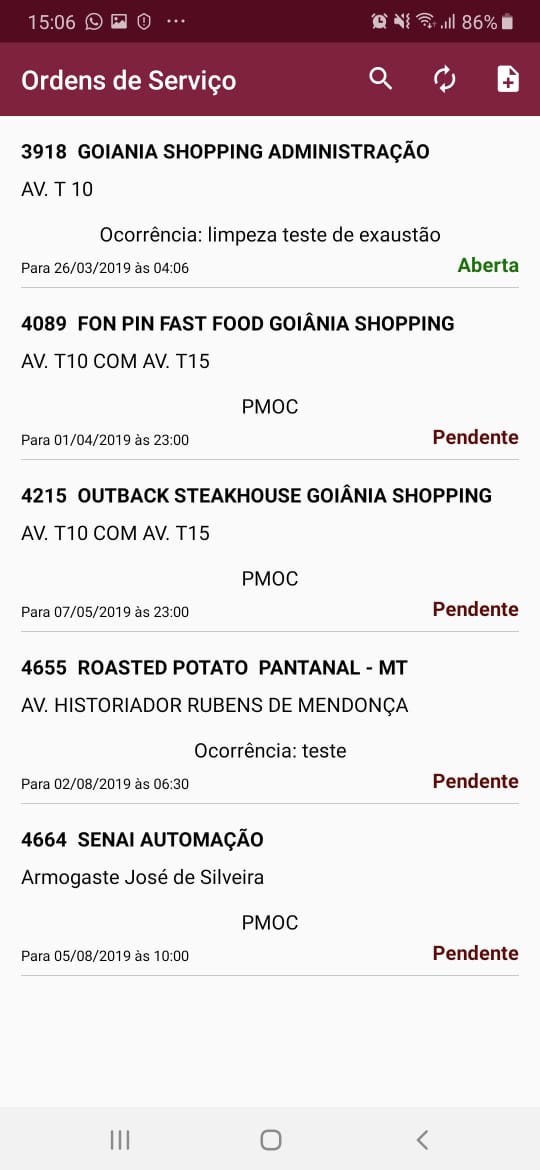 15:06
86%
Ordens de Serviço
3918 GOIANIA SHOPPING ADMINISTRAÇÃO
AV. T 10
Ocorrência: limpeza teste de exaustão
Para 26/03/2019 às 04:06
Aberta
4089 FON PIN FAST FOOD GOIÂNIA SHOPPING
AV. T10 COM AV. T15
PMOC
Para 01/04/2019 às 23:00
Pendente
4215 OUTBACK STEAKHOUSE GOIÂNIA SHOPPING
AV. T10 COM AV. T15
PMOC
Para 07/05/2019 às 23:00
Pendente
4655 ROASTED POTATO  PANTANAL - MT
AV. HISTORIADOR RUBENS DE MENDONÇA
Ocorrência: teste
Para 02/08/2019 às 06:30
Pendente
4664 SENAI AUTOMAÇÃO
Armogaste José de Silveira
PMOC
Para 05/08/2019 às 10:00
Pendente